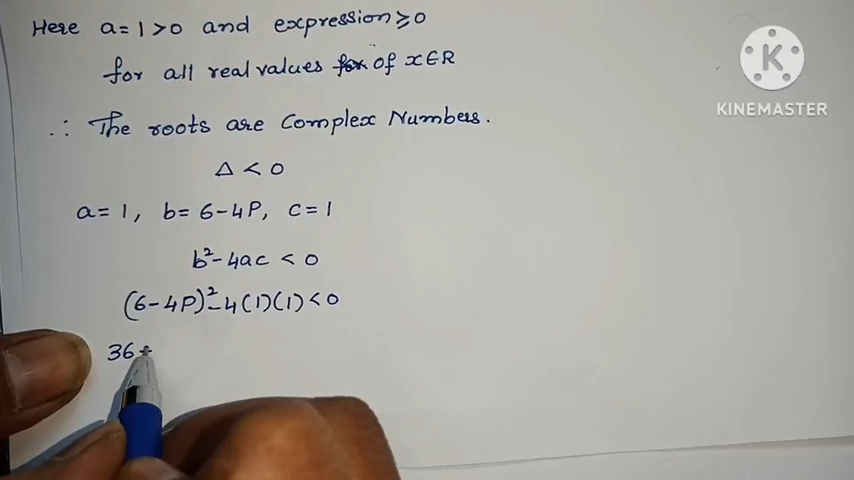 Here a=1>0 and expression≥0
for all real values of x∈R
∴ The roots are Complex Numbers.
Δ < 0
a=1, b=6-4P, c=1
b²-4ac < 0
(6-4P)²-4(1)(1)<0
36+
KINEMASTER